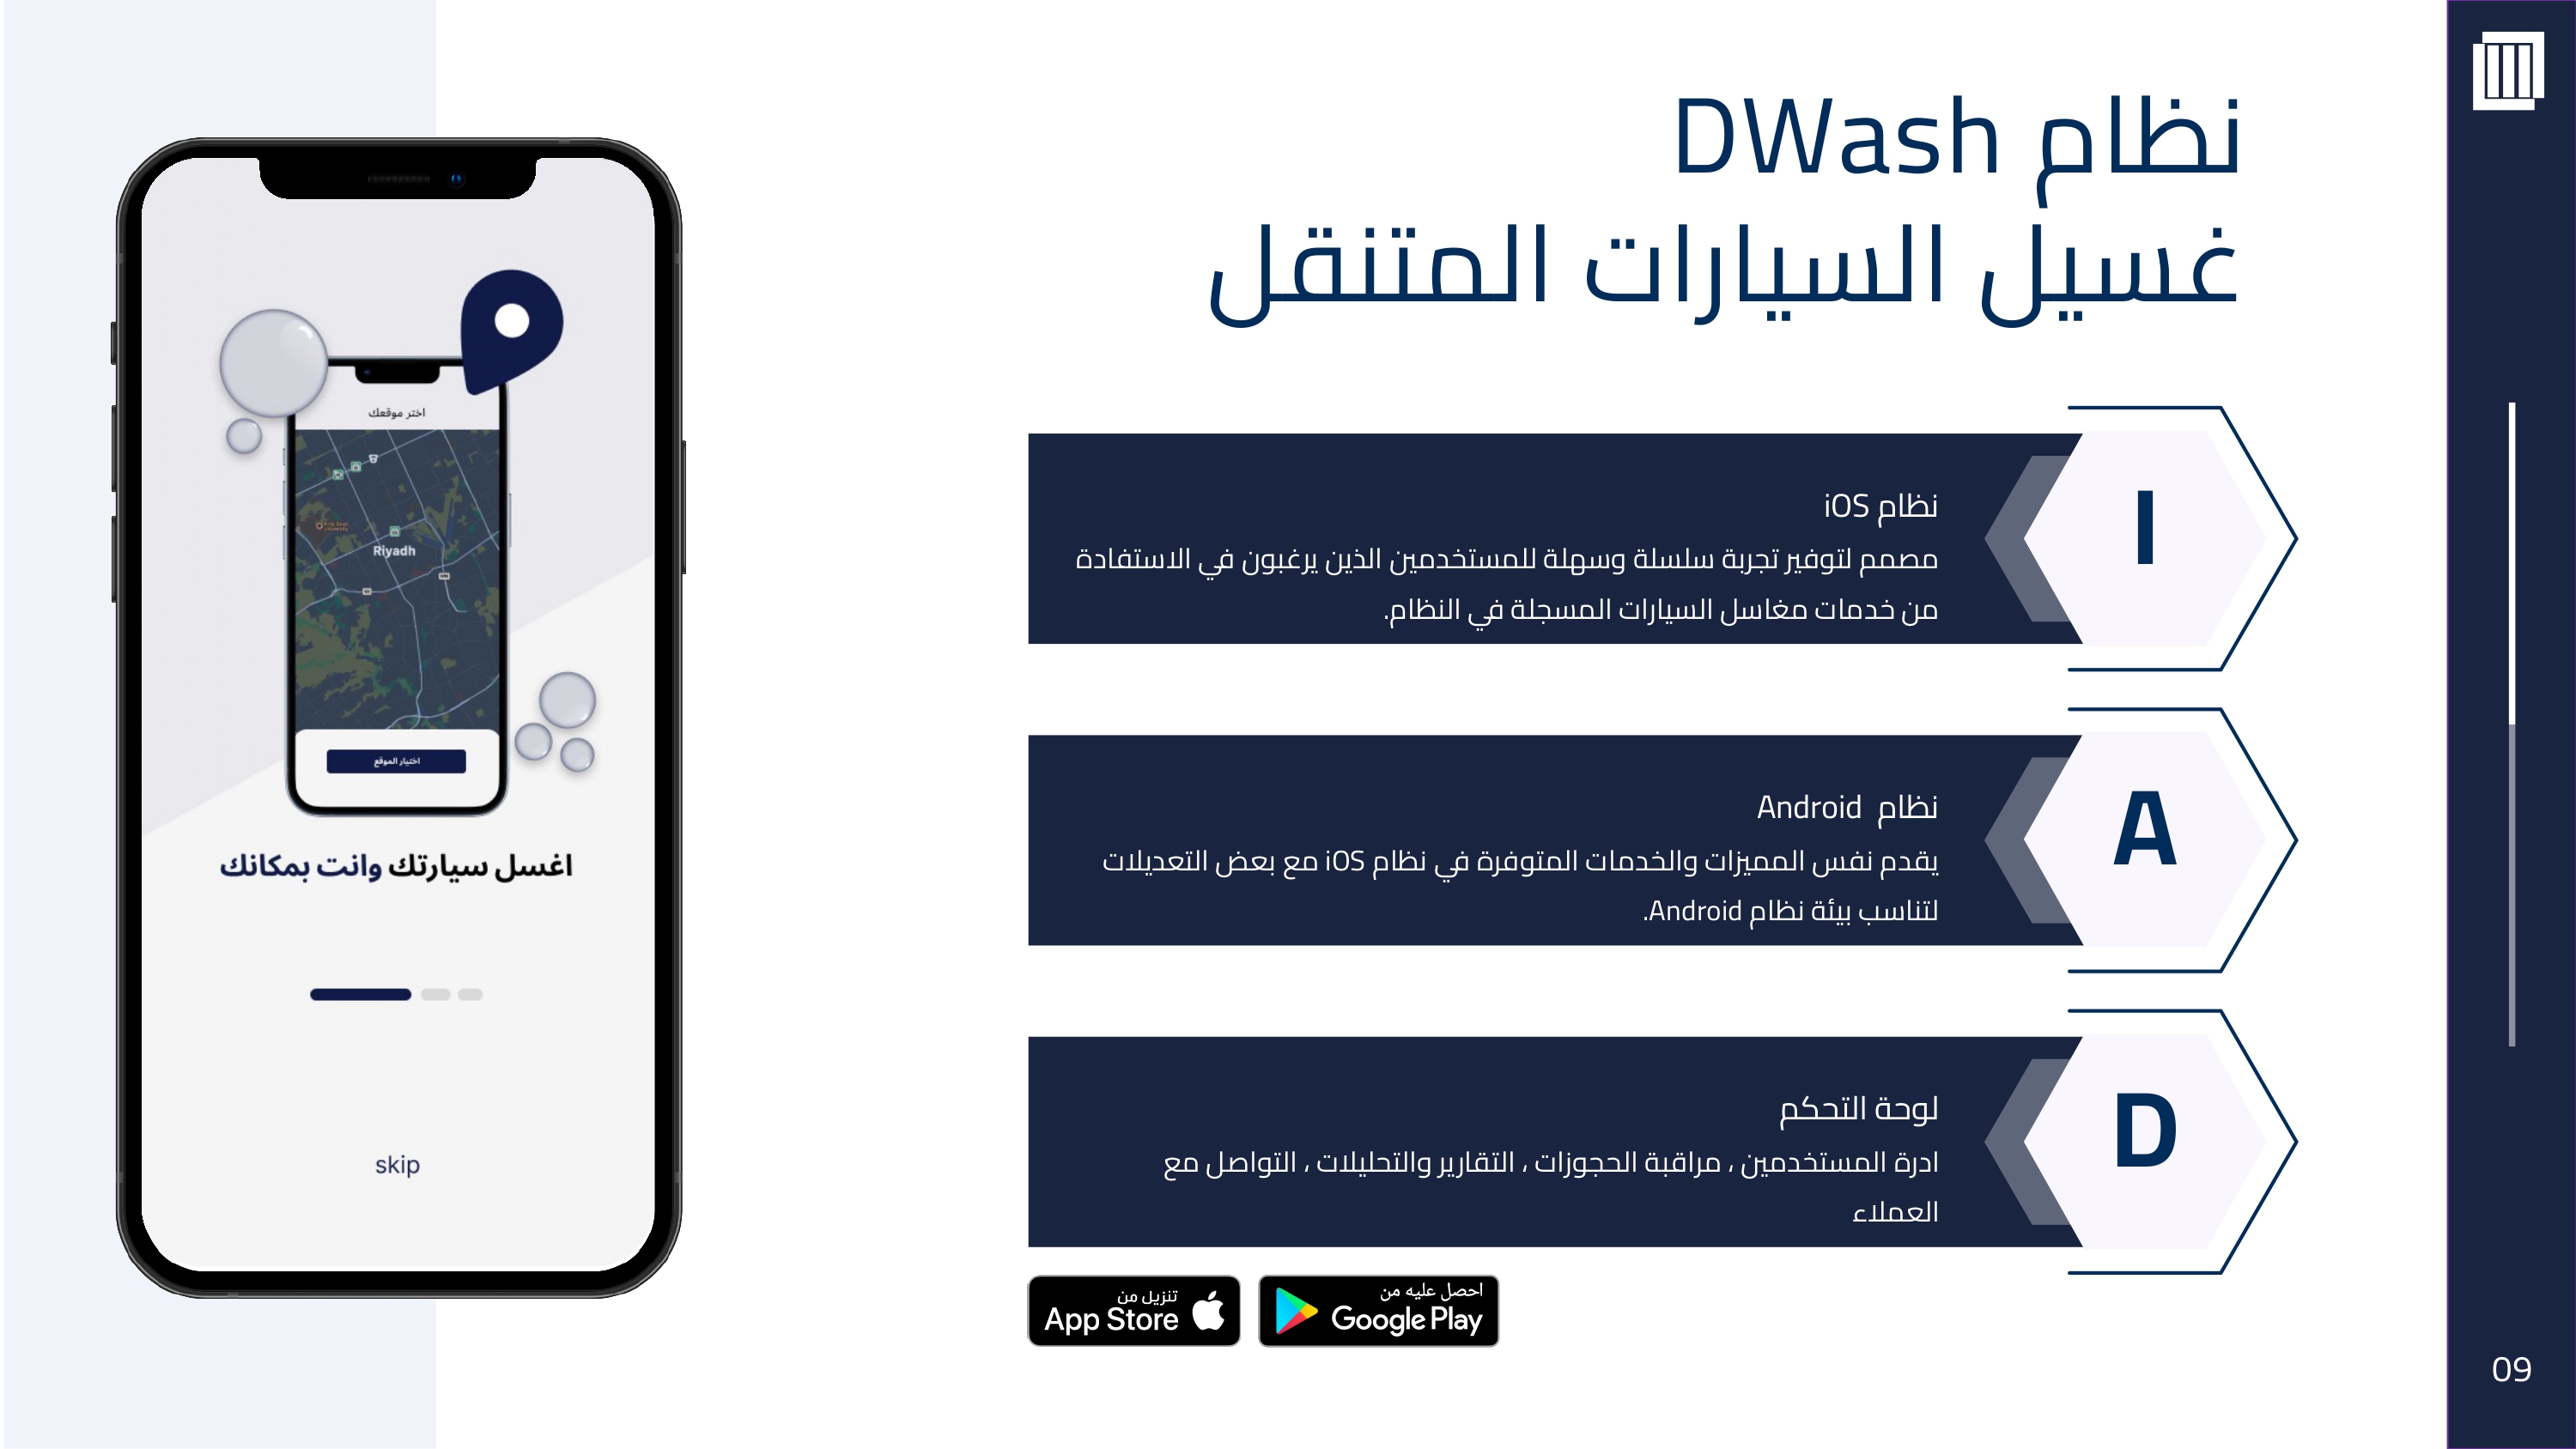 نظام DWash
غسيل السيارات المتنقل
I
نظام iOS
مصمم لتوفير تجربة سلسلة وسهلة للمستخدمين الذين يرغبون في الاستفادة
من خدمات مغاسل السيارات المسجلة في النظام.
A
نظام Android
يقدم نفس المميزات والخدمات المتوفرة في نظام iOS مع بعض التعديلات
لتناسب بيئة نظام Android.
D
لوحة التحكم
ادرة المستخدمين ، مراقبة الحجوزات ، التقارير والتحليلات ، التواصل مع
العملاء
احصل عليه من
Google Play
تنزيل من
App Store
اختر موقعك
Riyadh
اختيار الموقع
اغسل سيارتك وانت بمكانك
skip
09